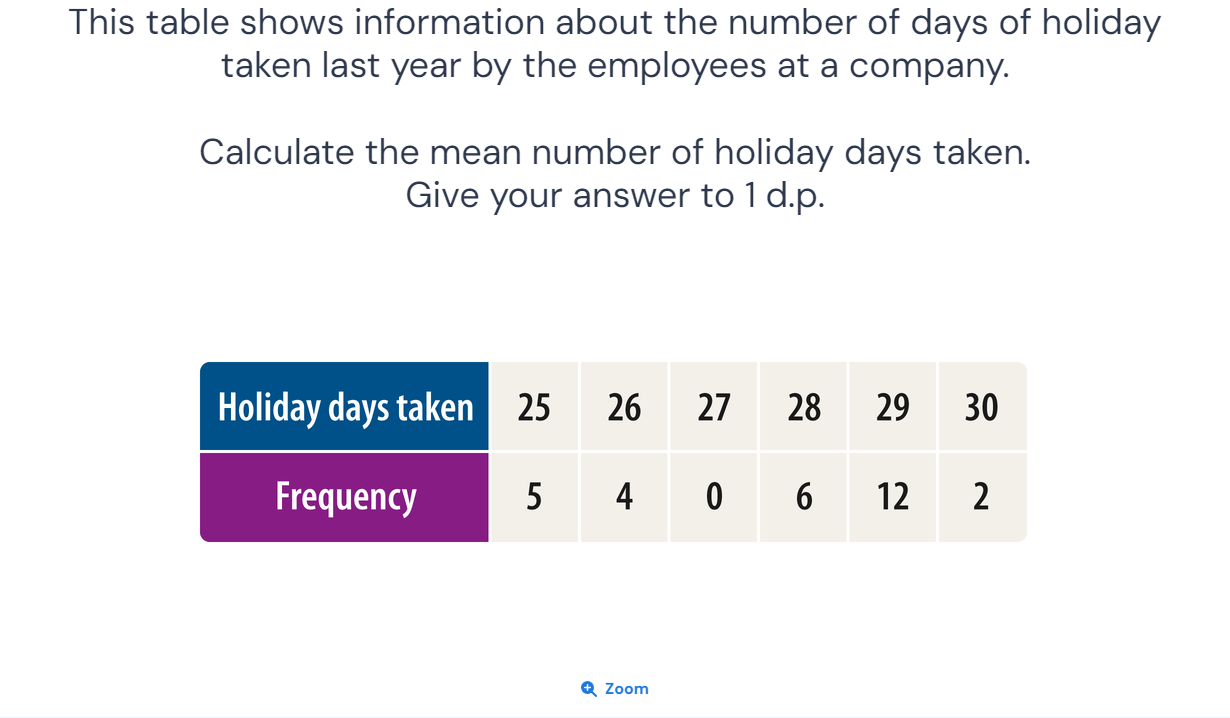 This table shows information about the number of days of holiday
taken last year by the employees at a company.
Calculate the mean number of holiday days taken.
Give your answer to 1 d.p.
Holiday days taken 25 26 27 28 29 30
Frequency 5 4 0 6 12 2
Zoom